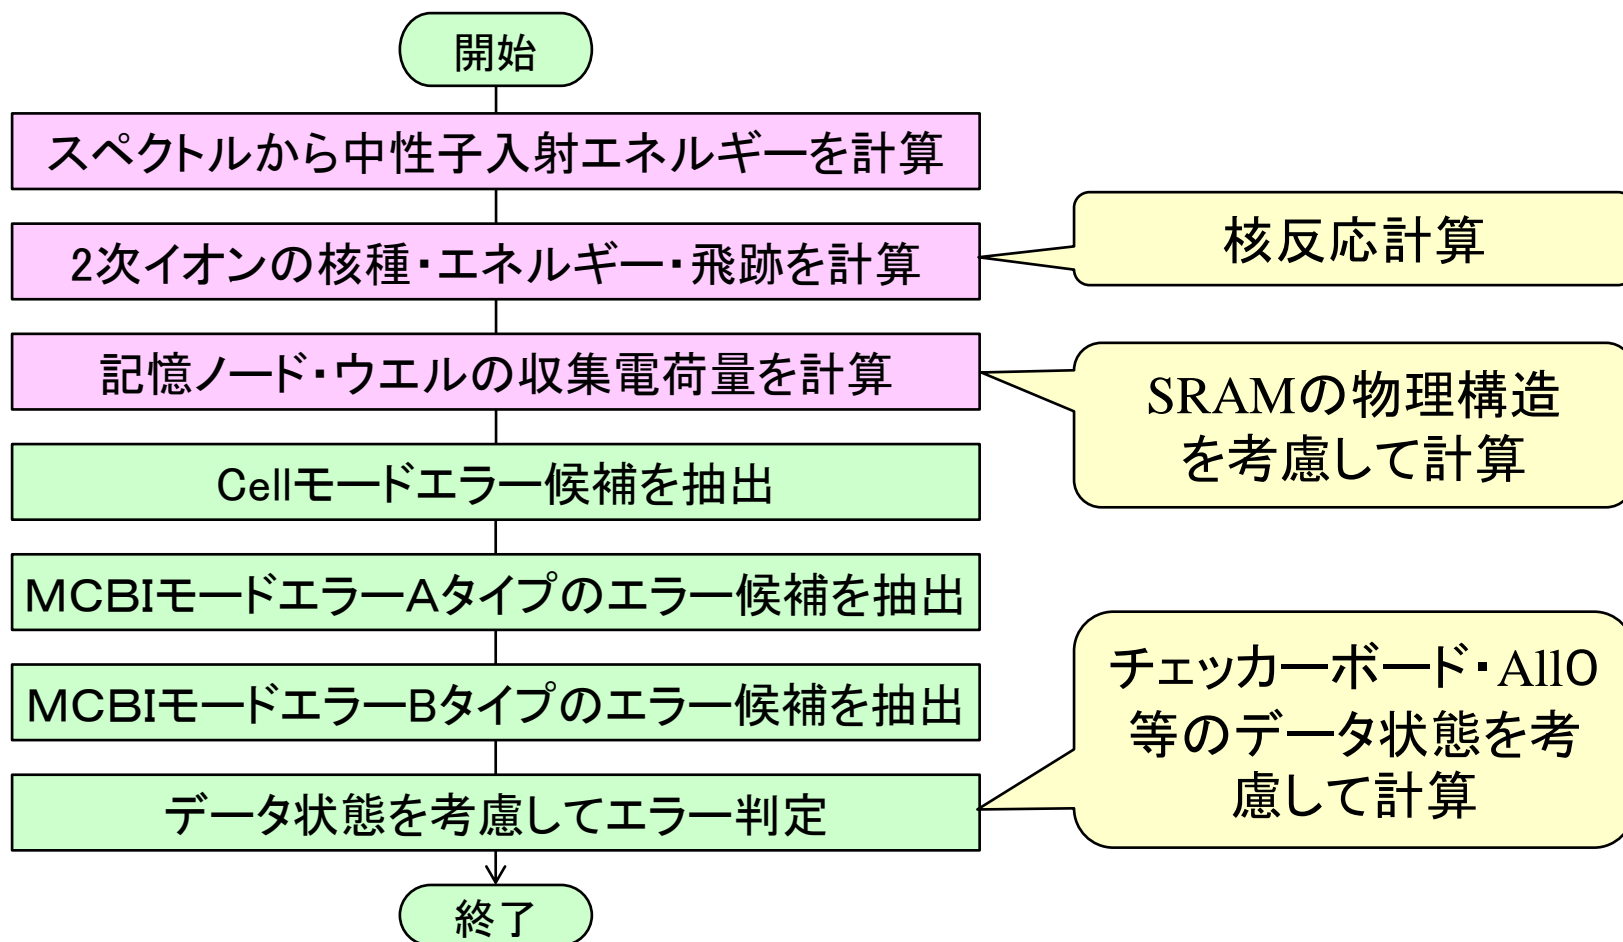 開始
スペクトルから中性子入射エネルギーを計算
2次イオンの核種・エネルギー・飛跡を計算
核反応計算
記憶ノード・ウエルの収集電荷量を計算
SRAMの物理構造
を考慮して計算
Cellモードエラー候補を抽出
MCBIモードエラーAタイプのエラー候補を抽出
MCBIモードエラーBタイプのエラー候補を抽出
チェッカーボード・All0
等のデータ状態を考
慮して計算
データ状態を考慮してエラー判定
終了